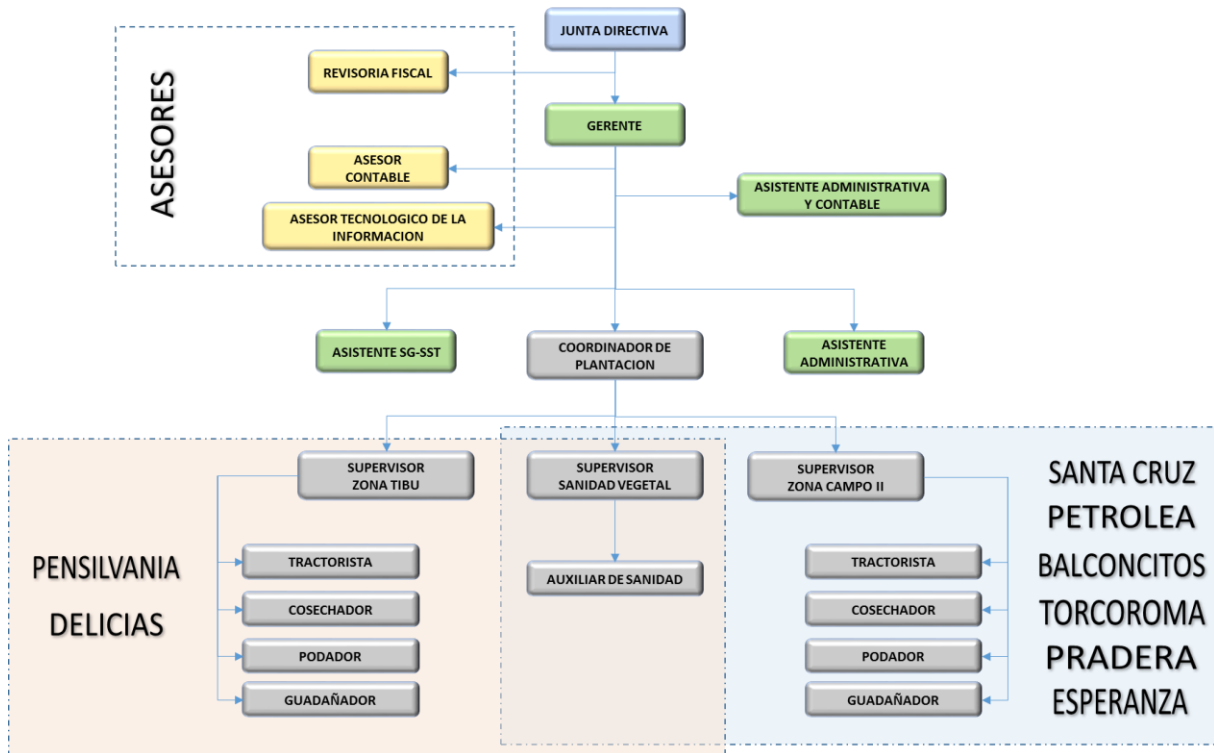 JUNTA DIRECTIVA
ASESORES
REVISORIA FISCAL
GERENTE
ASESOR
CONTABLE
ASISTENTE ADMINISTRATIVA
Y CONTABLE
ASESOR TECNOLOGICO DE LA
INFORMACION
ASISTENTE SG-SST
COORDINADOR DE
PLANTACION
ASISTENTE
ADMINISTRATIVA
SUPERVISOR
ZONA TIBU
SUPERVISOR
SANIDAD VEGETAL
SUPERVISOR
ZONA CAMPO II
PENSILVANIA
DELICIAS
TRACTORISTA
COSECHADOR
PODADOR
GUADAÑADOR
AUXILIAR DE SANIDAD
TRACTORISTA
COSECHADOR
PODADOR
GUADAÑADOR
SANTA CRUZ
PETROLEA
BALCONCITOS
TORCOROMA
PRADERA
ESPERANZA